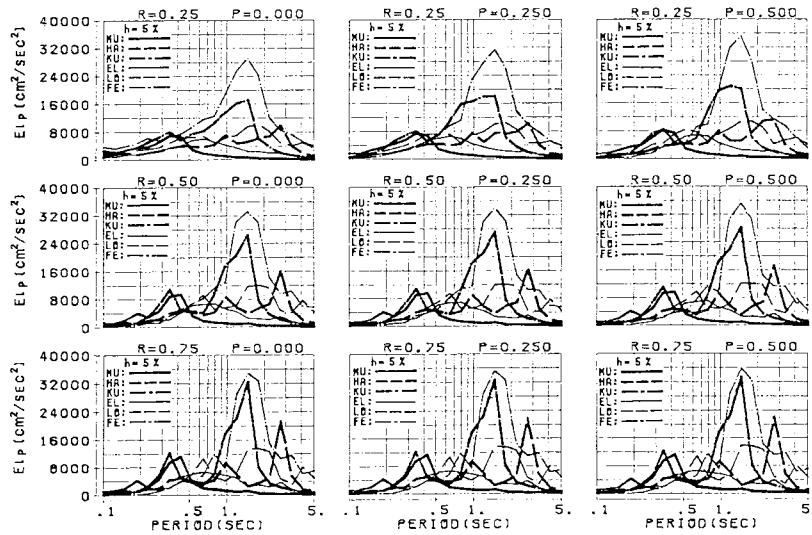 R=0.25 P=0.000
R=0.25 P=0.250
R=0.25 P=0.500
40000
32000
24000
16000
8000
0
EIp(CM²/SEC²)
h=5%
MU:
HA:
KU:
EL:
LO:
FE:
h=5%
MU:
HA:
KU:
EL:
LO:
FE:
h=5%
MU:
HA:
KU:
EL:
LO:
FE:
R=0.50 P=0.000
R=0.50 P=0.250
R=0.50 P=0.500
40000
32000
24000
16000
8000
0
EIp(CM²/SEC²)
h=5%
MU:
HA:
KU:
EL:
LO:
FE:
h=5%
MU:
HA:
KU:
EL:
LO:
FE:
h=5%
MU:
HA:
KU:
EL:
LO:
FE:
R=0.75 P=0.000
R=0.75 P=0.250
R=0.75 P=0.500
40000
32000
24000
16000
8000
0
EIp(CM²/SEC²)
h=5%
MU:
HA:
KU:
EL:
LO:
FE:
h=5%
MU:
HA:
KU:
EL:
LO:
FE:
h=5%
MU:
HA:
KU:
EL:
LO:
FE:
.1 .5 1. 5.
.1 .5 1. 5.
.1 .5 1. 5
PERIOD(SEC)
PERIOD(SEC)
PERIOD(SEC)